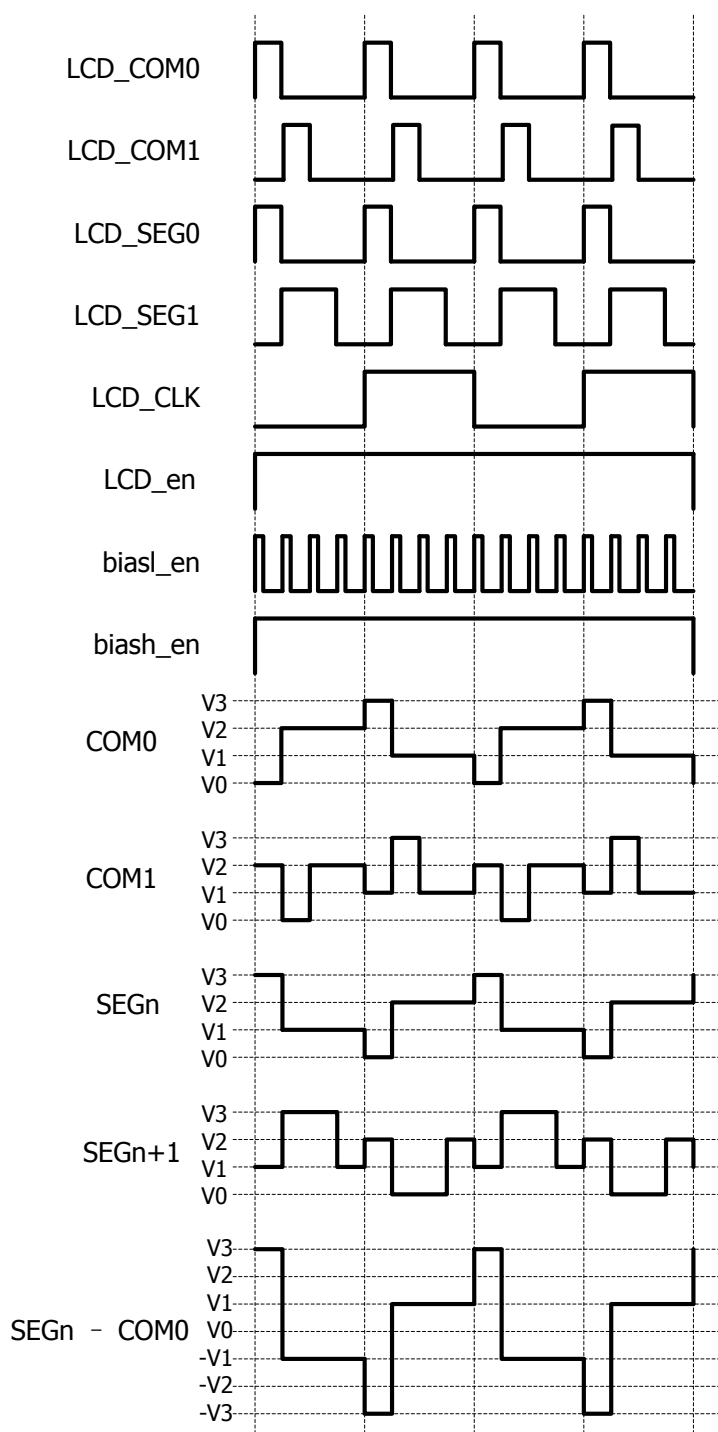 LCD_COM0
LCD_COM1
LCD_SEG0
LCD_SEG1
LCD_CLK
LCD_en
biasl_en
biash_en
COM0
V3
V2
V1
V0
COM1
V3
V2
V1
V0
SEGn
V3
V2
V1
V0
SEGn+1
V3
V2
V1
V0
SEGn - COM0
V3
V2
V1
V0
-V1
-V2
-V3